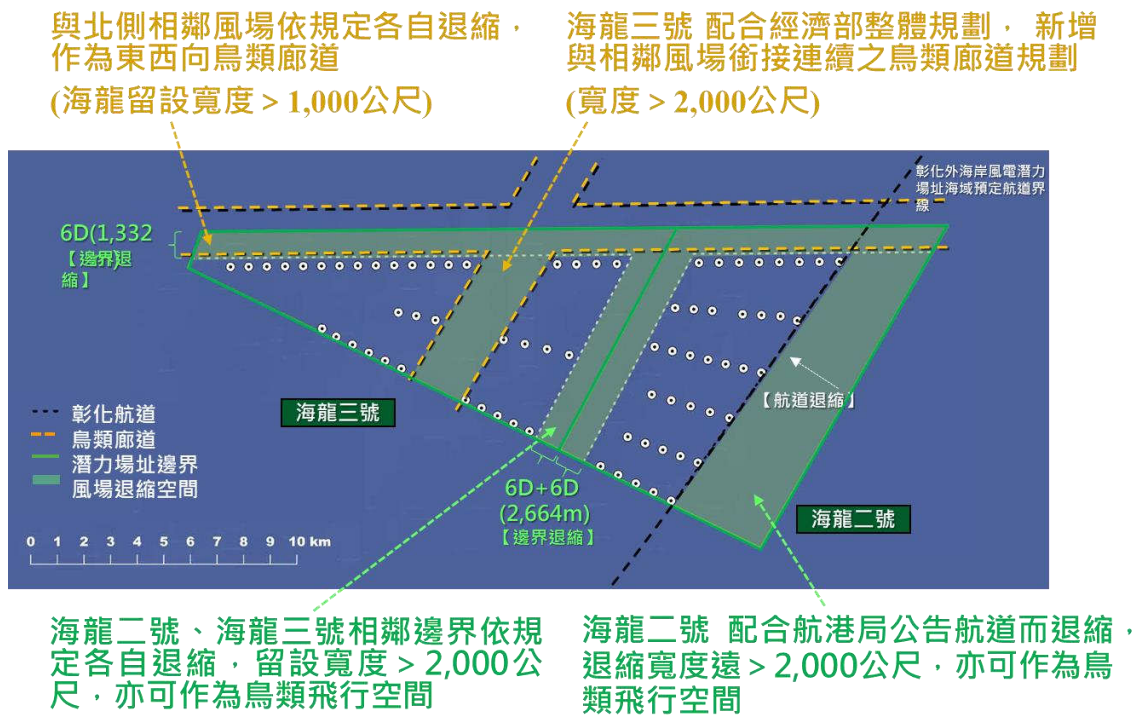 與北側相鄰風場依規定各自退縮，
作為東西向鳥類廊道
(海龍留設寬度 > 1,000公尺)
海龍三號 配合經濟部整體規劃， 新增
與相鄰風場銜接連續之鳥類廊道規劃
(寬度 > 2,000公尺)
彰化外海岸風電潛力
場址海域預定航道界
線
6D(1,332
【邊界退
縮】
【航道退縮】
海龍三號
彰化航道
鳥類廊道
潛力場址邊界
風場退縮空間
6D+6D
(2,664m)
【邊界退縮】
海龍二號
0 1 2 3 4 5 6 7 8 9 10 km
海龍二號、海龍三號相鄰邊界依規
定各自退縮，留設寬度 > 2,000公
尺，亦可作為鳥類飛行空間
海龍二號 配合航港局公告航道而退縮，
退縮寬度遠 > 2,000公尺，亦可作為鳥
類飛行空間